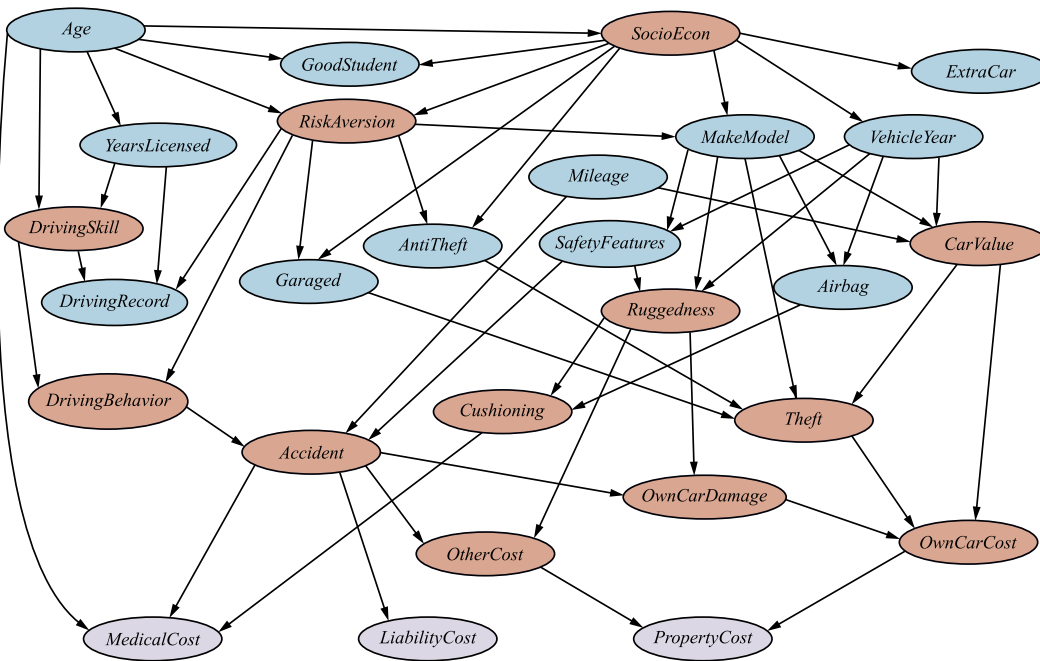 Age
SocioEcon
GoodStudent
ExtraCar
RiskAversion
YearsLicensed
MakeModel
VehicleYear
Mileage
DrivingSkill
AntiTheft
SafetyFeatures
CarValue
DrivingRecord
Garaged
Airbag
Ruggedness
DrivingBehavior
Cushioning
Theft
Accident
OwnCarDamage
OtherCost
OwnCarCost
MedicalCost
LiabilityCost
PropertyCost